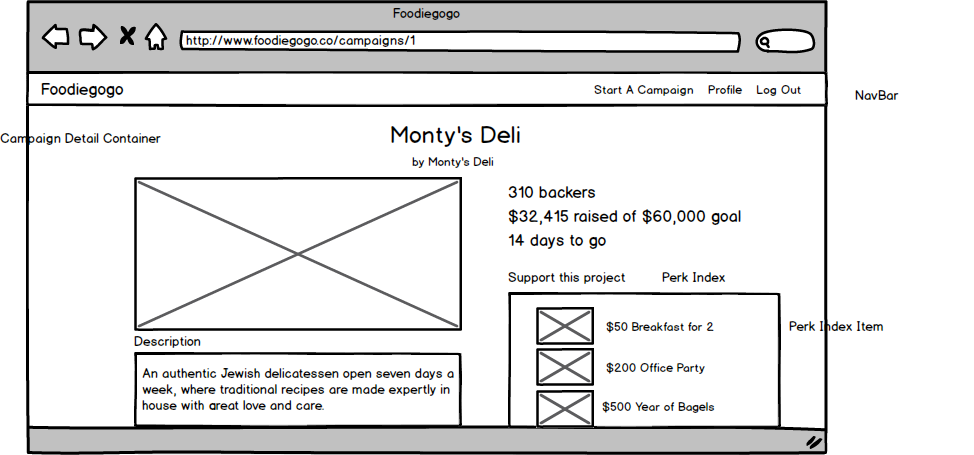 Foodiegogo
http://www.foodiegogo.co/campaigns/1
Foodiegogo
Start A Campaign Profile Log Out
NavBar
Campaign Detail Container
Monty's Deli
by Monty's Deli
310 backers
$32,415 raised of $60,000 goal
14 days to go
Support this project
Perk Index
$50 Breakfast for 2
Perk Index Item
$200 Office Party
$500 Year of Bagels
Description
An authentic Jewish delicatessen open seven days a
week, where traditional recipes are made expertly in
house with great love and care.